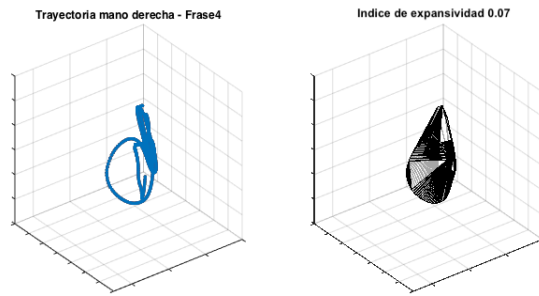 Trayectoria mano derecha - Frase4
Indice de expansividad 0.07